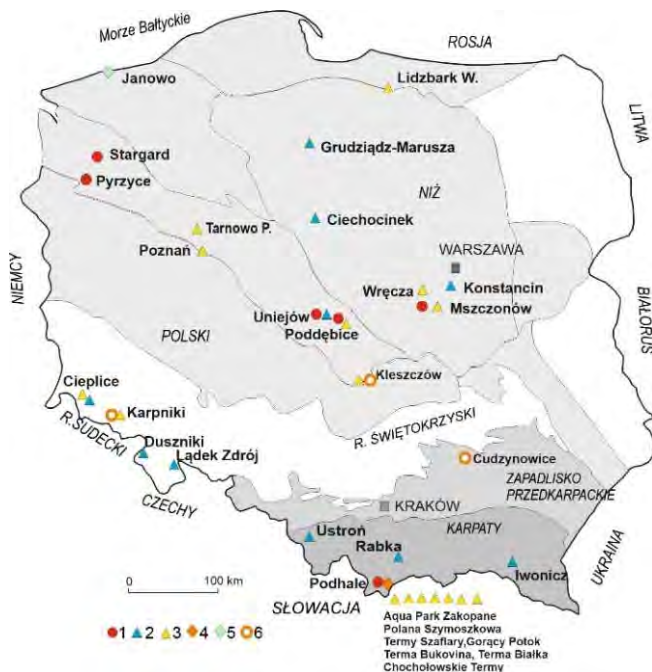 Morze Bałtyckie
ROSJA
Janowo
Lidzbark W.
LITWA
Grudziądz-Marusza
Stargard
Pyrzyce
NIŻ
Ciechocinek
Tarnowo P.
Poznań
WARSZAWA
NIEMCY
Konstancin
Wręcza
BIAŁORUŚ
Mszczonów
Uniejów
Poddębice
POLSKI
Kleszczów
Cieplice
Karpniki
R.SUDECKI
R. ŚWIĘTOKRZYSKI
Duszniki
Lądek Zdrój
Cudzynowice
ZAPADLISKO
PRZEDKARPACKIE
CZECHY
KRAKÓW
KARPATY
Ustroń
UKRAINA
Rabka
Iwonicz
0 100 km
Podhale
SŁOWACJA
1 2 3 4 5 6
Aqua Park Zakopane
Polana Szymoszkowa
Termy Szaflary,Gorący Potok
Terma Bukovina, Terma Białka
Chochołowskie Termy